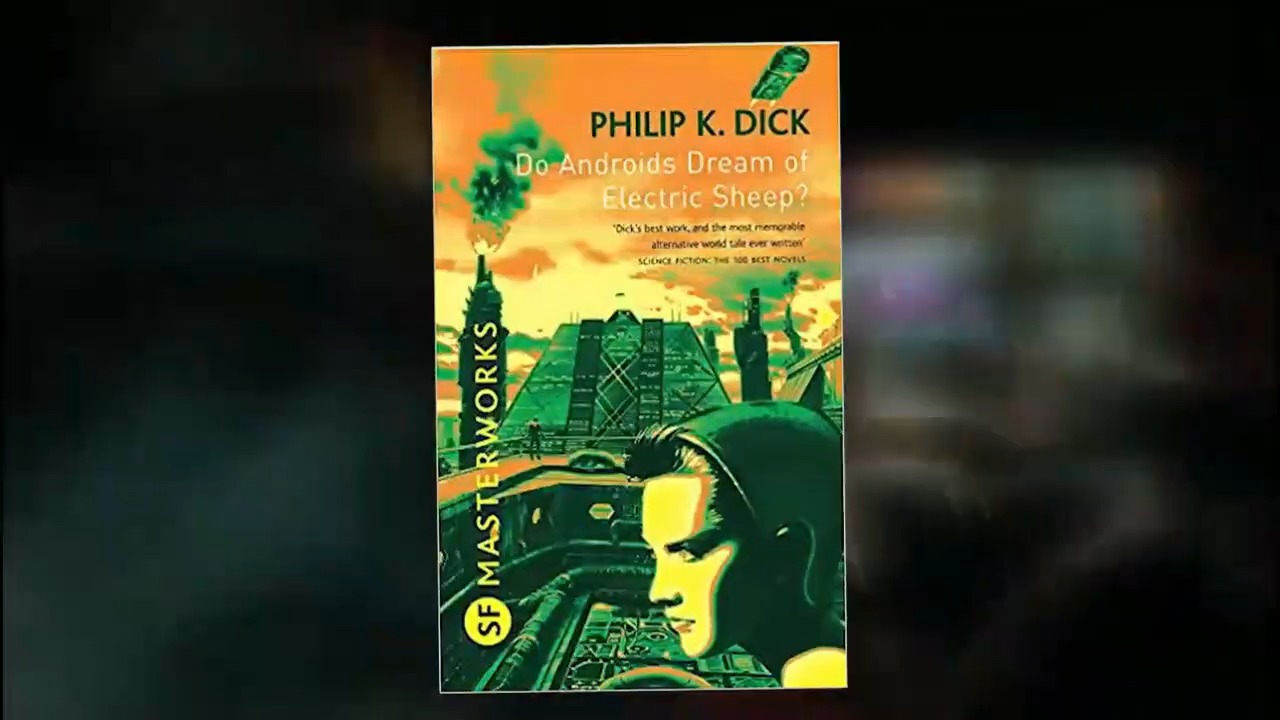 PHILIP K. DICK
Do Androids Dream of
Electric Sheep?
'Dick's best work, and the most memorable
alternative world tale ever written'
SCIENCE FICTION: THE 100 BEST NOVELS
SF MASTERWORKS